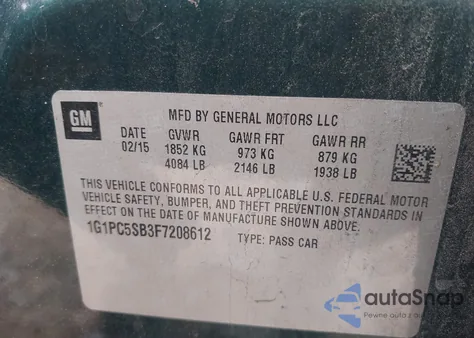 GM
MFD BY GENERAL MOTORS LLC
DATE GVWR GAWR FRT GAWR RR
02/15 1852 KG 973 KG 879 KG
4084 LB 2146 LB 1938 LB
THIS VEHICLE CONFORMS TO ALL APPLICABLE U.S. FEDERAL MOTOR
VEHICLE SAFETY, BUMPER, AND THEFT PREVENTION STANDARDS IN
EFFECT ON THE DATE OF MANUFACTURE SHOWN ABOVE.
1G1PC5SB3F7208612 TYPE: PASS CAR
autoSnap
Pewne auta